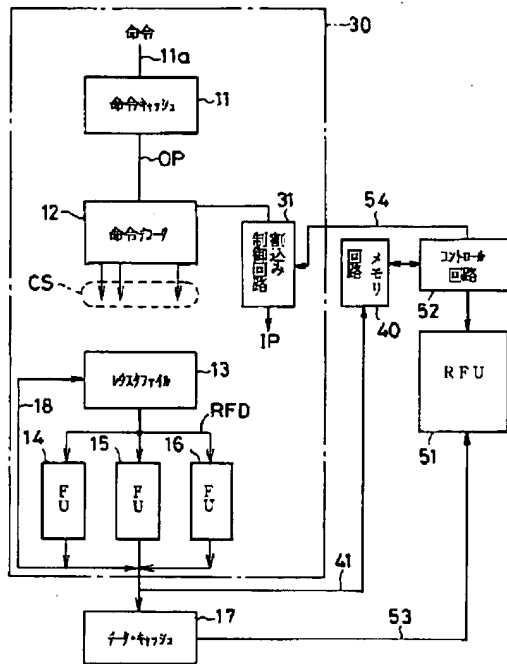 30
命令
11a
命令キャッシュ
11
OP
12
命令デコーダ
31
割込み
制御回路
54
メモリ
回路
40
コントロール
回路
52
CS
IP
レジスタファイル
13
18
RFD
14
15
16
FU
FU
FU
RFU
51
41
17
データ・キャッシュ
53